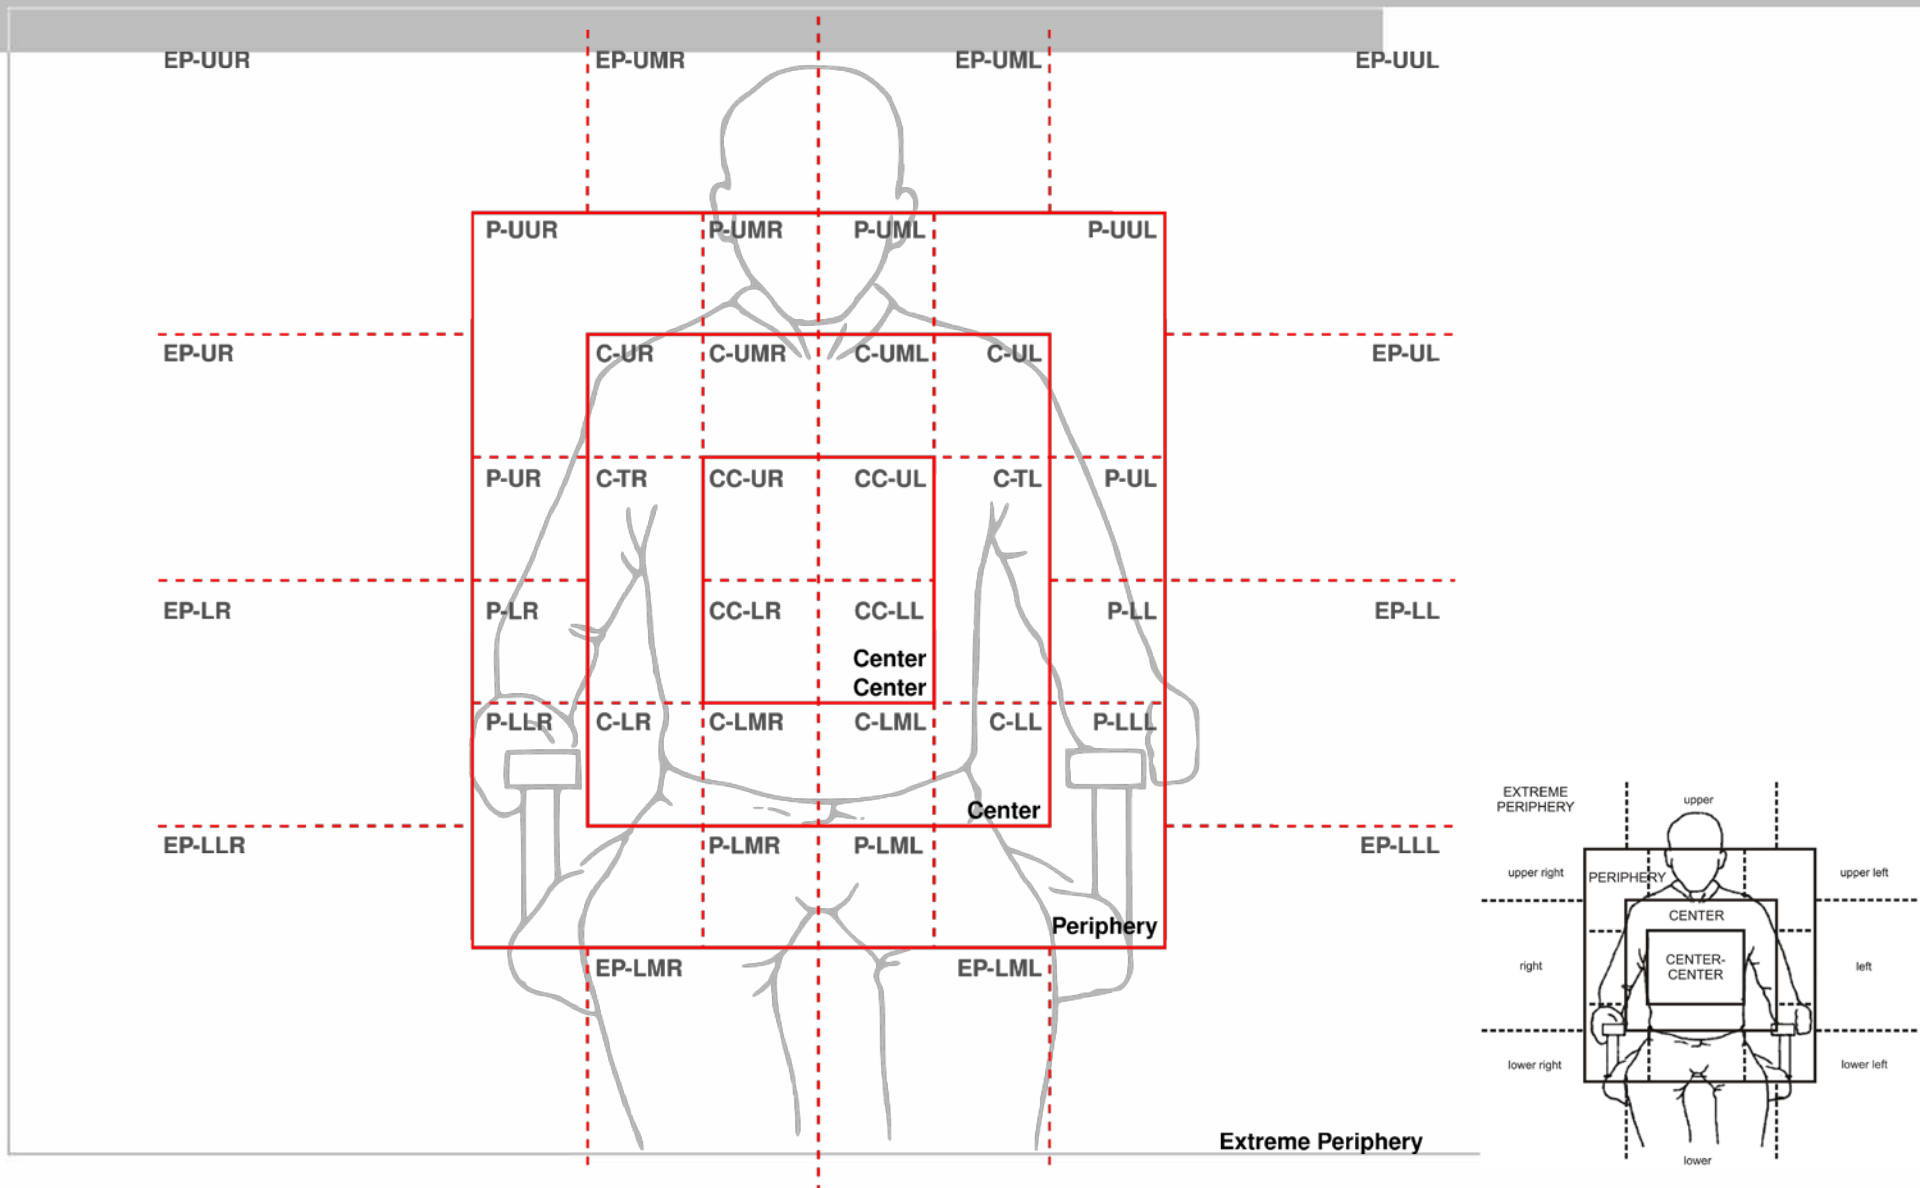 EP-UUR EP-UMR EP-UML EP-UUL
P-UUR P-UMR P-UML P-UUL
EP-UR C-UR C-UMR C-UML C-UL EP-UL
P-UR C-TR CC-UR CC-UL C-TL P-UL
EP-LR P-LR CC-LR CC-LL P-LL EP-LL
Center
Center
P-LLR C-LR C-LMR C-LML C-LL P-LLL
Center
EP-LLR P-LMR P-LML EP-LLL
Periphery
EP-LMR EP-LML
Extreme Periphery
EXTREME
PERIPHERY
upper
upper right PERIPHERY upper left
CENTER
right CENTER-
CENTER left
lower right lower left
lower